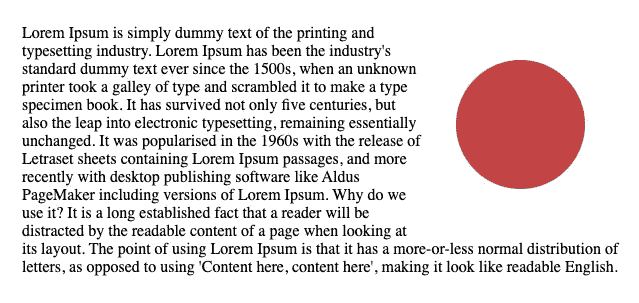 Lorem Ipsum is simply dummy text of the printing and
typesetting industry. Lorem Ipsum has been the industry's
standard dummy text ever since the 1500s, when an unknown
printer took a galley of type and scrambled it to make a type
specimen book. It has survived not only five centuries, but
also the leap into electronic typesetting, remaining essentially
unchanged. It was popularised in the 1960s with the release of
Letraset sheets containing Lorem Ipsum passages, and more
recently with desktop publishing software like Aldus
PageMaker including versions of Lorem Ipsum. Why do we
use it? It is a long established fact that a reader will be
distracted by the readable content of a page when looking at
its layout. The point of using Lorem Ipsum is that it has a more-or-less normal distribution of
letters, as opposed to using 'Content here, content here', making it look like readable English.